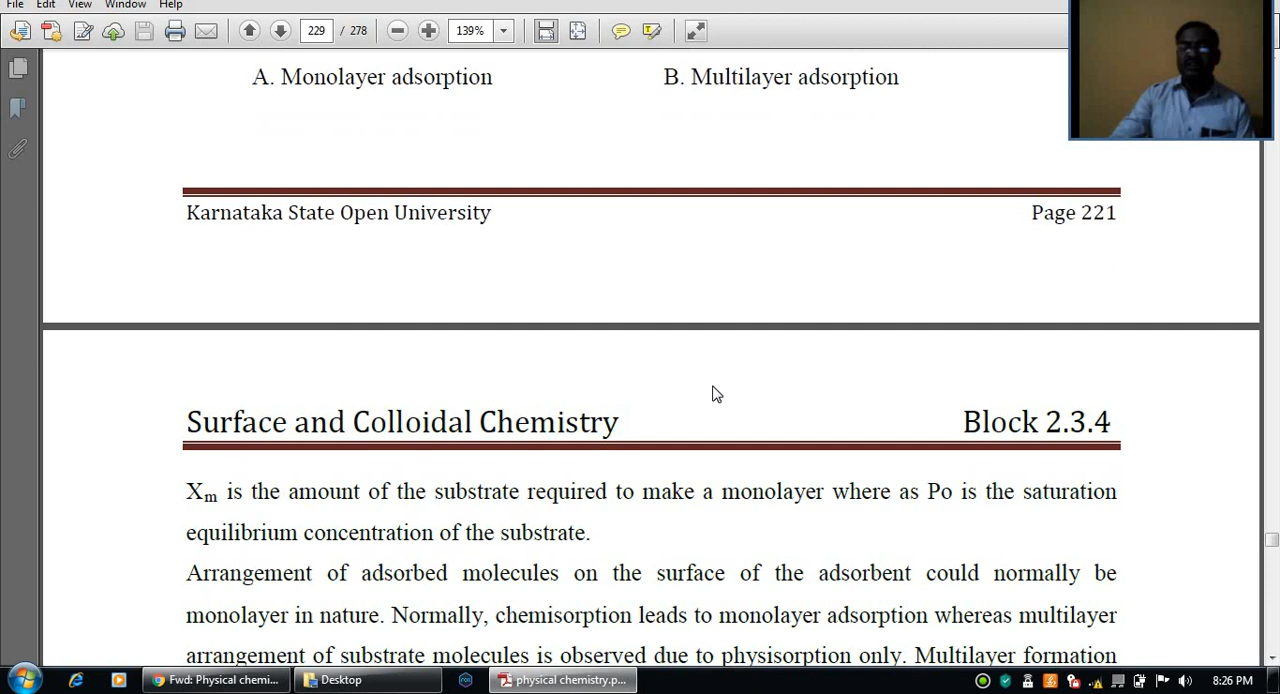 File Edit View Window Help
229 / 278 139%
A. Monolayer adsorption B. Multilayer adsorption
Karnataka State Open University Page 221
Surface and Colloidal Chemistry Block 2.3.4
Xm is the amount of the substrate required to make a monolayer where as Po is the saturation
equilibrium concentration of the substrate.
Arrangement of adsorbed molecules on the surface of the adsorbent could normally be
monolayer in nature. Normally, chemisorption leads to monolayer adsorption whereas multilayer
arrangement of substrate molecules is observed due to physisorption only. Multilayer formation
Fwd: Physical chemi... Desktop physical chemistry.p... 8:26 PM